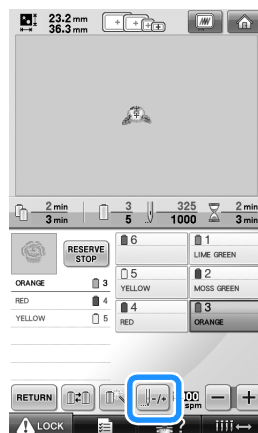 23.2 mm
36.3 mm
2 min
3 min
3
5
325
1000
2 min
3 min
RESERVE
STOP
ORANGE 3
RED 4
YELLOW 5
6
1
LIME GREEN
5
YELLOW
2
MOSS GREEN
4
RED
3
ORANGE
RETURN
-/+
spm
- +
LOCK
?